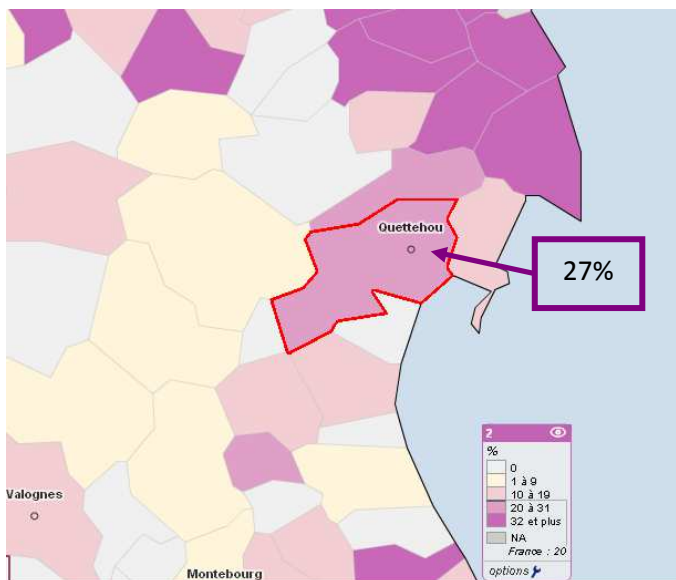 Quettehou
27%
Valognes
Montebourg
2
%
0
1 à 9
10 à 19
20 à 31
32 et plus
NA
France : 20
options